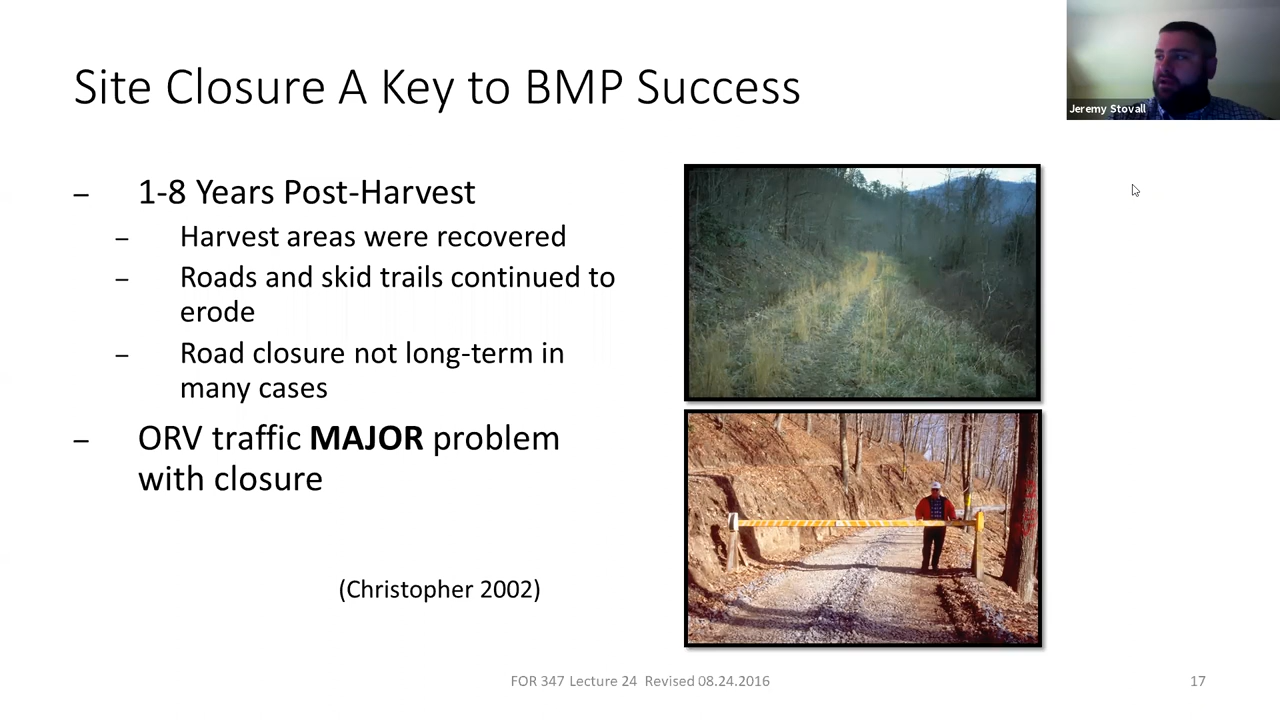 Site Closure A Key to BMP Success
Jeremy Stovall
– 1-8 Years Post-Harvest
– Harvest areas were recovered
– Roads and skid trails continued to
erode
– Road closure not long-term in
many cases
– ORV traffic MAJOR problem
with closure
(Christopher 2002)
FOR 347 Lecture 24 Revised 08.24.2016
17